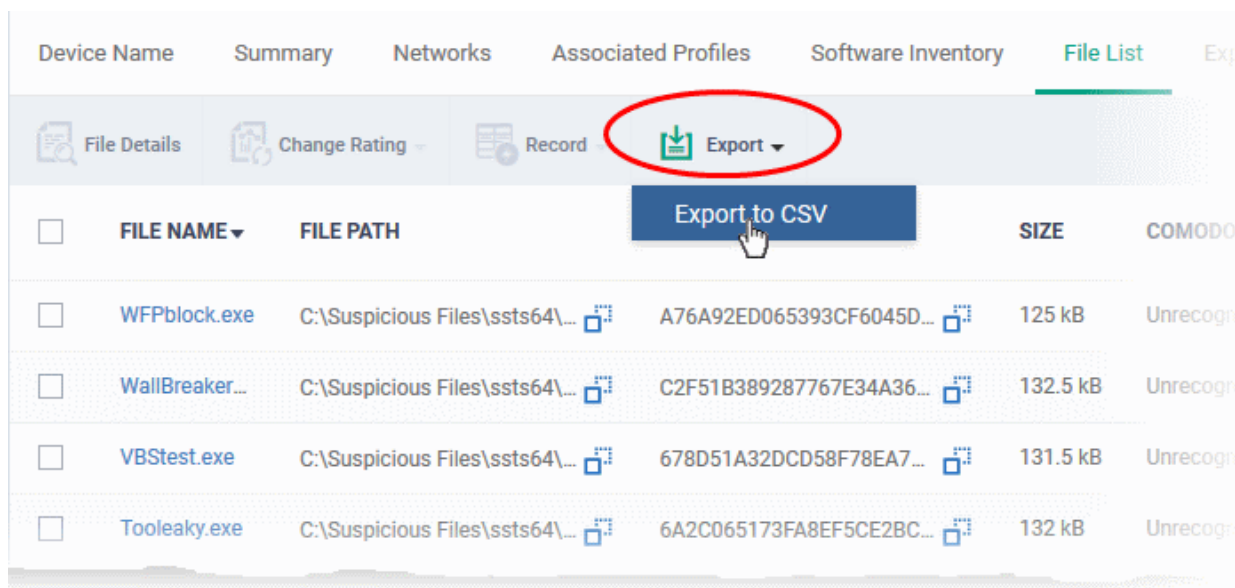 Device Name Summary Networks Associated Profiles Software Inventory File List
File Details Change Rating Record Export
Export to CSV
FILE NAME FILE PATH SIZE COMODO
WFPblock.exe C:\Suspicious Files\ssts64\... A76A92ED065393CF6045D... 125 kB
WallBreaker... C:\Suspicious Files\ssts64\... C2F51B389287767E34A36... 132.5 kB
VBStest.exe C:\Suspicious Files\ssts64\... 678D51A32DCD58F78EA7... 131.5 kB
Tooleaky.exe C:\Suspicious Files\ssts64\... 6A2C065173FA8EF5CE2BC... 132 kB